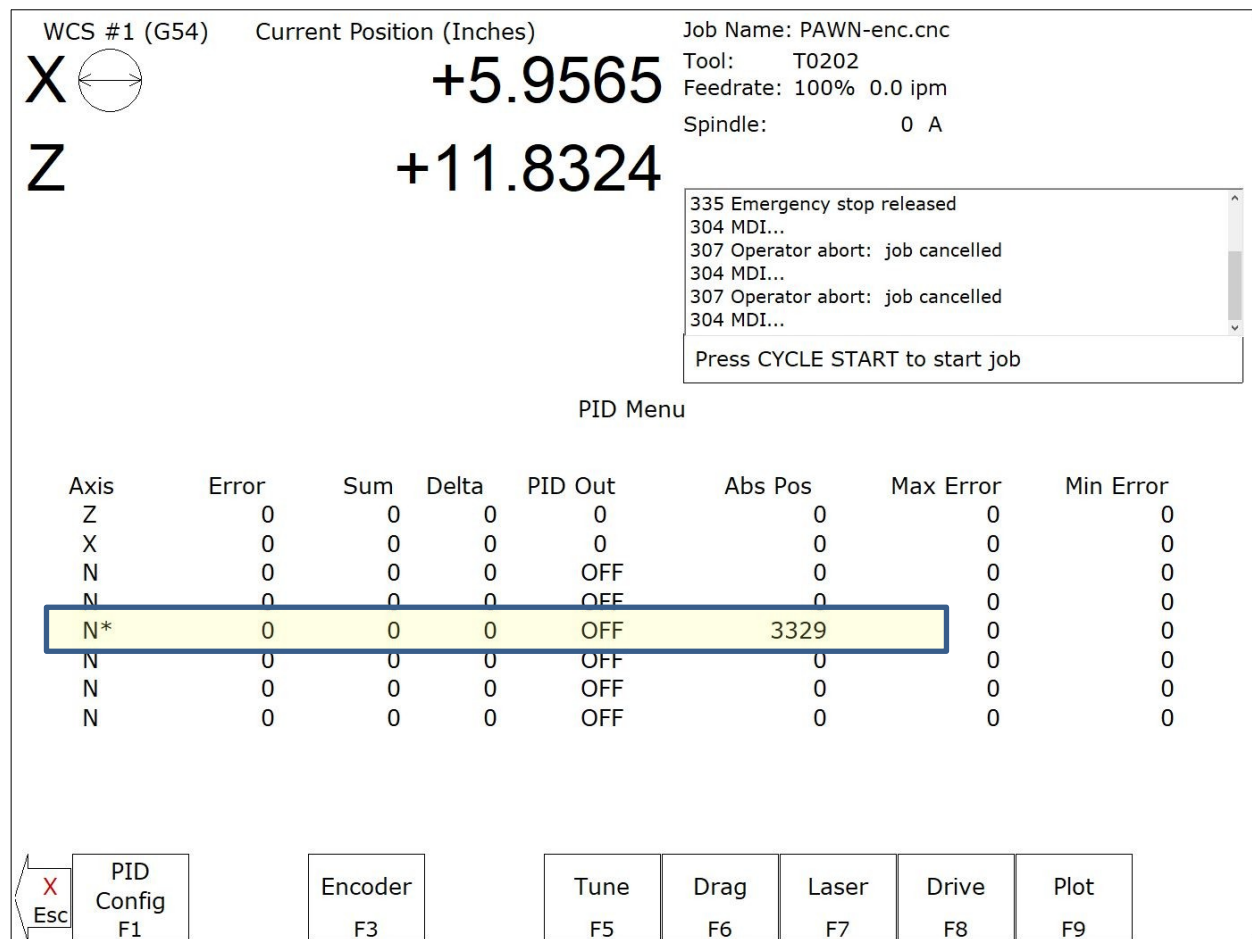 WCS #1 (G54) Current Position (Inches) Job Name: PAWN-enc.cnc
X +5.9565
Tool: T0202
Feedrate: 100% 0.0 ipm
Spindle: 0 A
Z +11.8324
335 Emergency stop released
304 MDI...
307 Operator abort: job cancelled
304 MDI...
307 Operator abort: job cancelled
304 MDI...
Press CYCLE START to start job
PID Menu
Axis Error Sum Delta PID Out Abs Pos Max Error Min Error
Z 0 0 0 0 0 0 0
X 0 0 0 0 0 0 0
N 0 0 0 OFF 0 0 0
N 0 0 0 OFF 0 0 0
N* 0 0 0 OFF 3329 0 0
N 0 0 0 OFF 0 0 0
N 0 0 0 OFF 0 0 0
N 0 0 0 OFF 0 0 0
X Esc
PID Config F1
Encoder F3
Tune F5
Drag F6
Laser F7
Drive F8
Plot F9